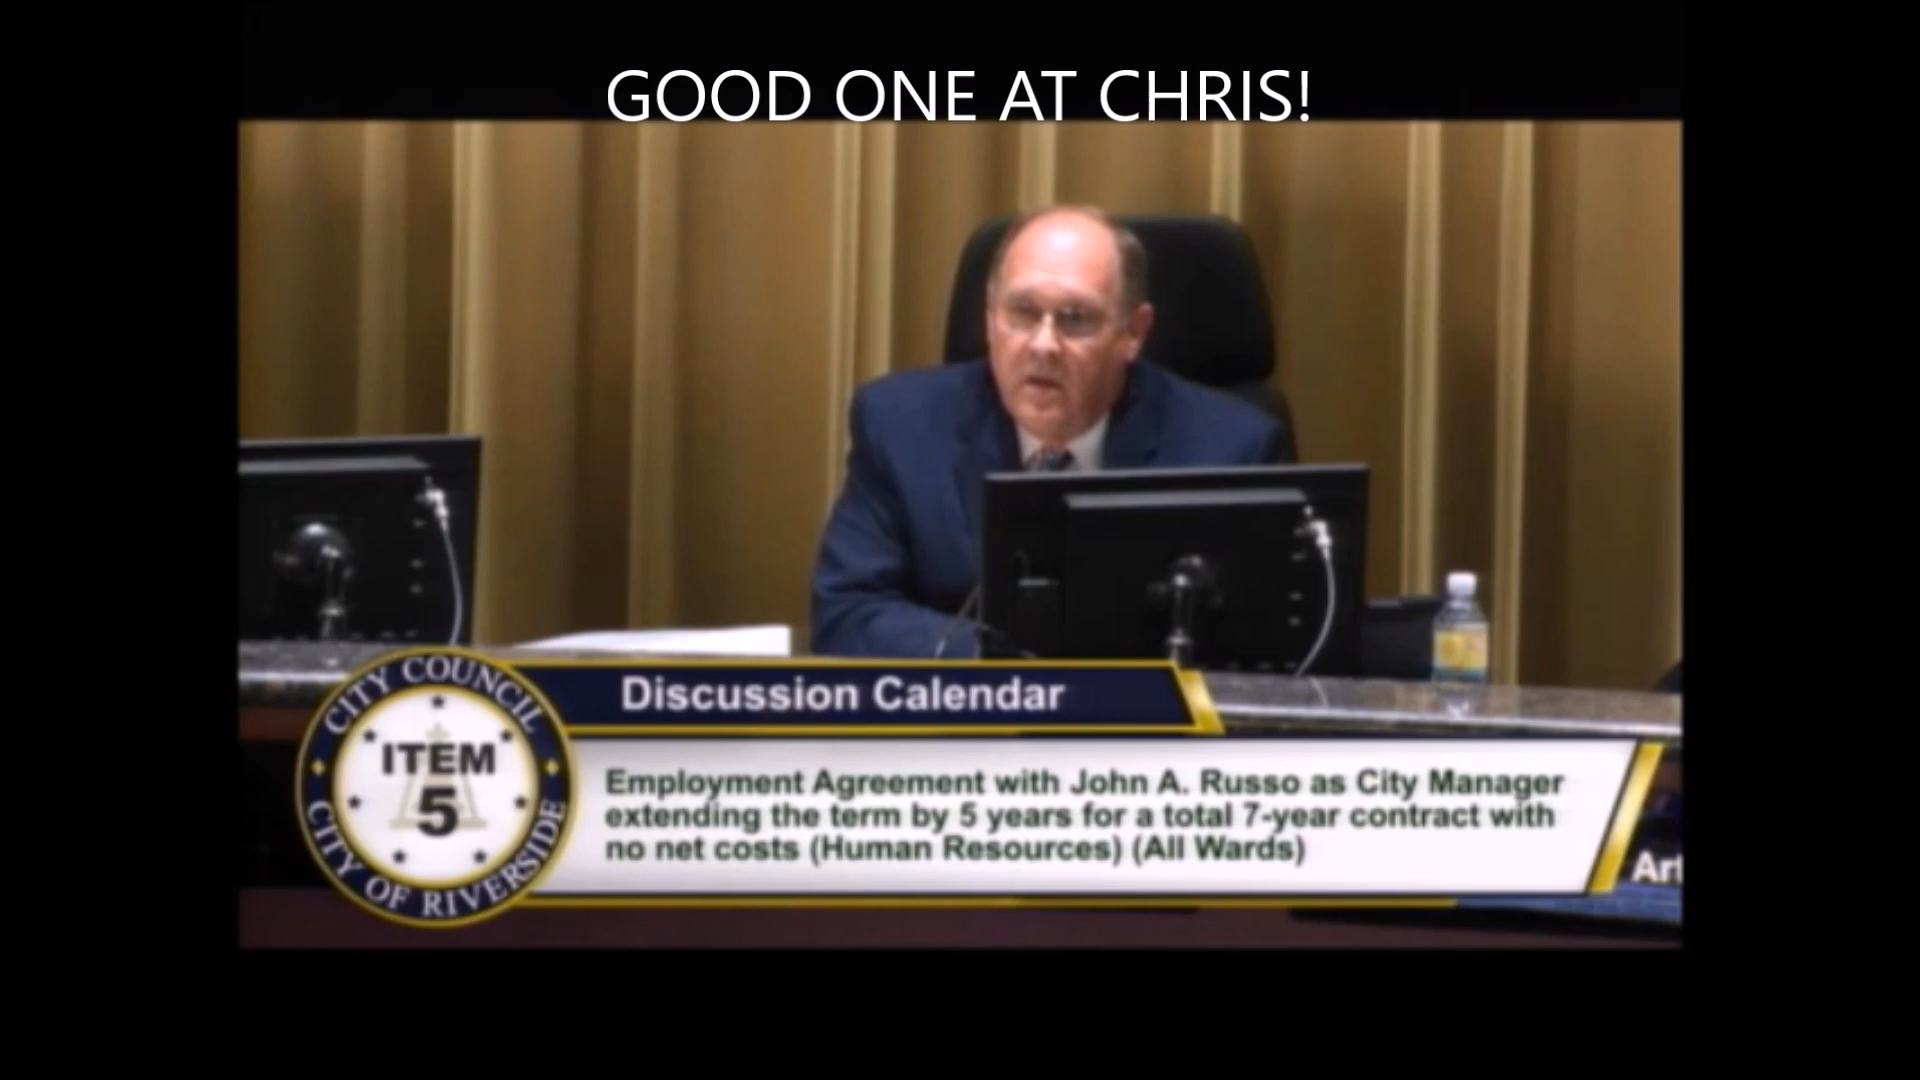 GOOD ONE AT CHRIS!
Discussion Calendar
CITY COUNCIL
ITEM
5
CITY OF RIVERSIDE
Employment Agreement with John A. Russo as City Manager
extending the term by 5 years for a total 7-year contract with
no net costs (Human Resources) (All Wards)